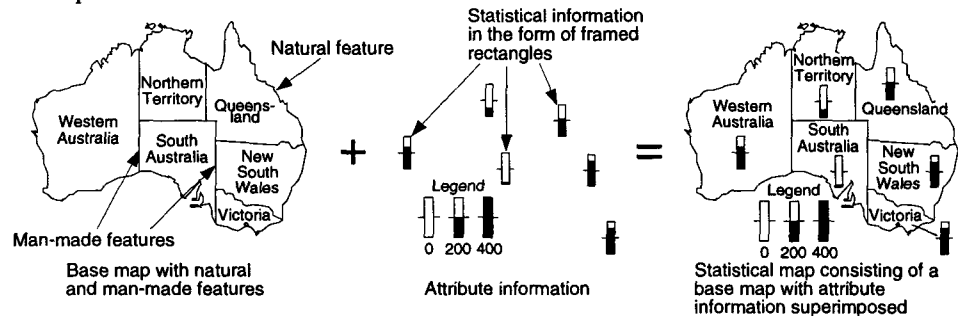 Natural feature
Northern
Territory
Western
Australia
Queens-
land
South
Australia
New
South
Wales
Victoria
Man-made features
Base map with natural
and man-made features
+
Statistical information
in the form of framed
rectangles
Legend
0 200 400
Attribute information
=
Northern
Territory
Western
Australia
Queensland
South
Australia
New
South
Wales
Legend
Victoria
0 200 400
Statistical map consisting of a
base map with attribute
information superimposed